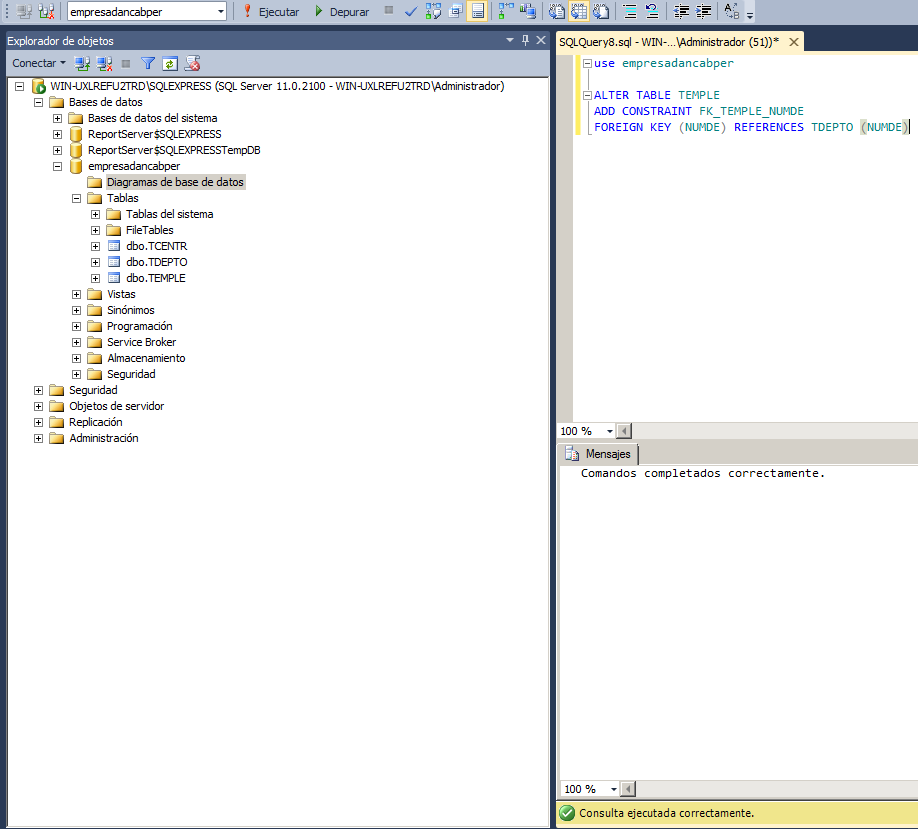 empresadancabper
Ejecutar
Depurar
Explorador de objetos
Conectar
WIN-UXLREFU2TRD\SQLEXPRESS (SQL Server 11.0.2100 - WIN-UXLREFU2TRD\Administrador)
Bases de datos
Bases de datos del sistema
ReportServer$SQLEXPRESS
ReportServer$SQLEXPRESSTempDB
empresadancabper
Diagramas de base de datos
Tablas
Tablas del sistema
FileTables
dbo.TCENTR
dbo.TDEPTO
dbo.TEMPLE
Vistas
Sinónimos
Programación
Service Broker
Almacenamiento
Seguridad
Seguridad
Objetos de servidor
Replicación
Administración
SQLQuery8.sql - WIN-...\Administrador (51))*
use empresadancabper
ALTER TABLE TEMPLE
ADD CONSTRAINT FK_TEMPLE_NUMDE
FOREIGN KEY (NUMDE) REFERENCES TDEPTO (NUMDE)
100 %
Mensajes
Comandos completados correctamente.
100 %
Consulta ejecutada correctamente.